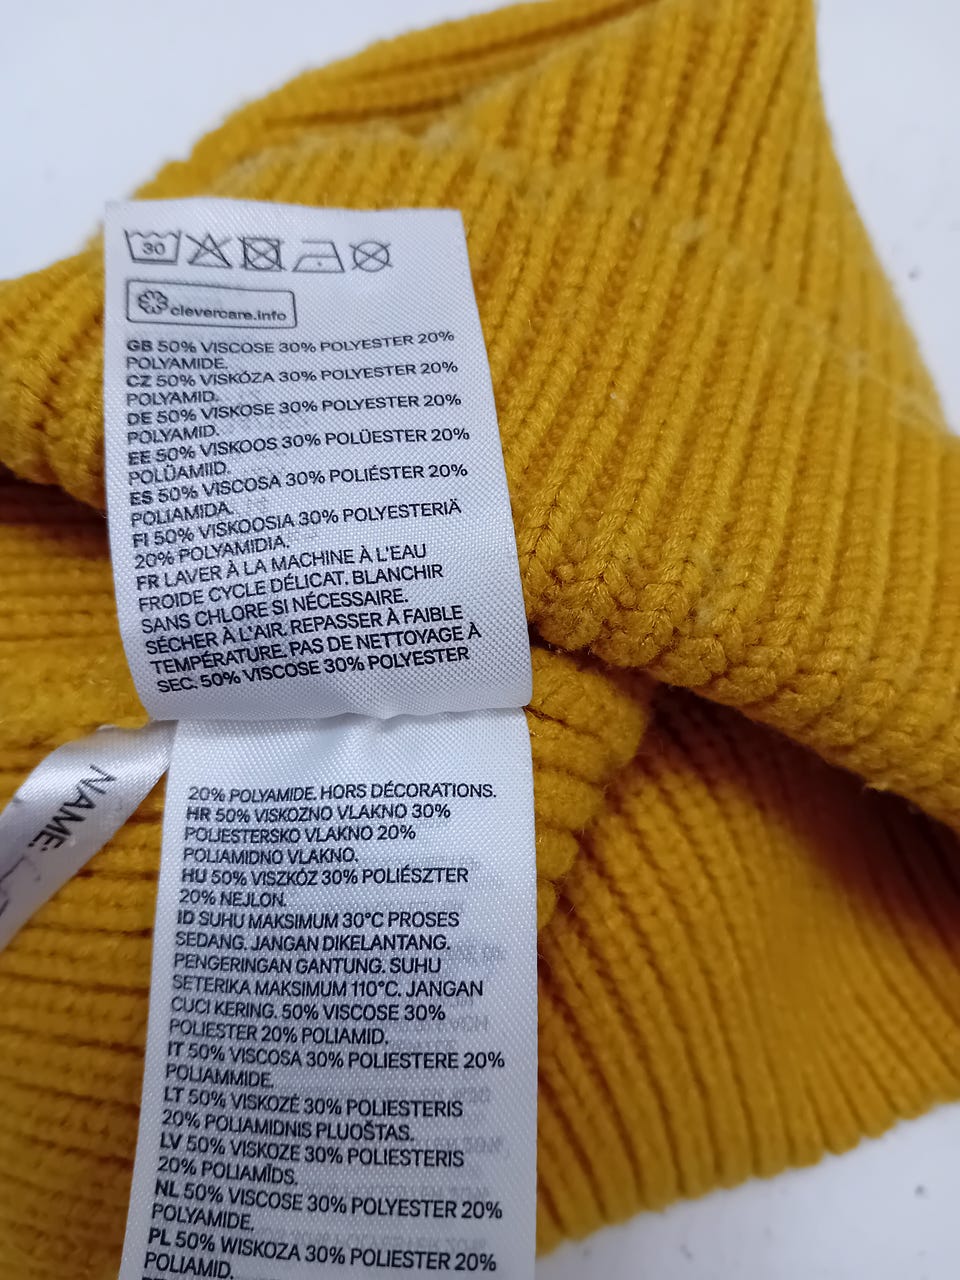 30
clevercare.info
GB 50% VISCOSE 30% POLYESTER 20%
POLYAMIDE.
CZ 50% VISKÓZA 30% POLYESTER 20%
POLYAMID.
DE 50% VISKOSE 30% POLYESTER 20%
POLYAMID.
EE 50% VISKOOS 30% POLÜESTER 20%
POLÜAMIID.
ES 50% VISCOSA 30% POLIÉSTER 20%
POLIAMIDA.
FI 50% VISKOOSIA 30% POLYESTERIÄ
20% POLYAMIDIA.
FR LAVER À LA MACHINE À L'EAU
FROIDE CYCLE DÉLICAT. BLANCHIR
SANS CHLORE SI NÉCESSAIRE.
SÉCHER À L'AIR. REPASSER À FAIBLE
TEMPÉRATURE. PAS DE NETTOYAGE À
SEC. 50% VISCOSE 30% POLYESTER
20% POLYAMIDE. HORS DÉCORATIONS.
HR 50% VISKOZNO VLAKNO 30%
POLIESTERSKO VLAKNO 20%
POLIAMIDNO VLAKNO.
HU 50% VISZKÓZ 30% POLIÉSZTER
20% NEJLON.
ID SUHU MAKSIMUM 30°C PROSES
SEDANG. JANGAN DIKELANTANG.
PENGERINGAN GANTUNG. SUHU
SETERIKA MAKSIMUM 110°C. JANGAN
CUCI KERING. 50% VISCOSE 30%
POLIESTER 20% POLIAMID.
IT 50% VISCOSA 30% POLIESTERE 20%
POLIAMMIDE.
LT 50% VISKOZĖ 30% POLIESTERIS
20% POLIAMIDNIS PLUOŠTAS.
LV 50% VISKOZE 30% POLIESTERIS
20% POLIAMĪDS.
NL 50% VISCOSE 30% POLYESTER 20%
POLYAMIDE.
PL 50% WISKOZA 30% POLIESTER 20%
POLIAMID.
NAME: